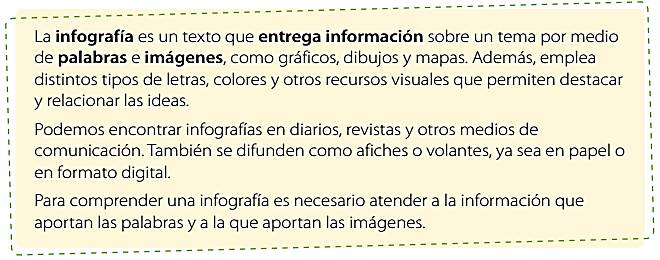 La infografía es un texto que entrega información sobre un tema por medio
de palabras e imágenes, como gráficos, dibujos y mapas. Además, emplea
distintos tipos de letras, colores y otros recursos visuales que permiten destacar
y relacionar las ideas.
Podemos encontrar infografías en diarios, revistas y otros medios de
comunicación. También se difunden como afiches o volantes, ya sea en papel o
en formato digital.
Para comprender una infografía es necesario atender a la información que
aportan las palabras y a la que aportan las imágenes.